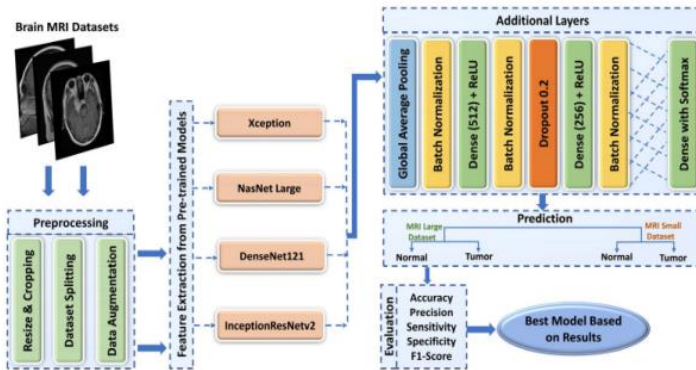 Brain MRI Datasets
Preprocessing
Resize & Cropping
Dataset Splitting
Data Augmentation
Feature Extraction from Pre-trained Models
Xception
NasNet Large
DenseNet121
InceptionResNetv2
Additional Layers
Global Average Pooling
Batch Normalization
Dense (512) + ReLU
Batch Normalization
Dropout 0.2
Dense (256) + ReLU
Batch Normalization
Dense with Softmax
Prediction
MRI Large
Dataset
Normal
Tumor
MRI Small
Dataset
Normal
Tumor
Evaluation
Accuracy
Precision
Sensitivity
Specificity
F1-Score
Best Model Based
on Results